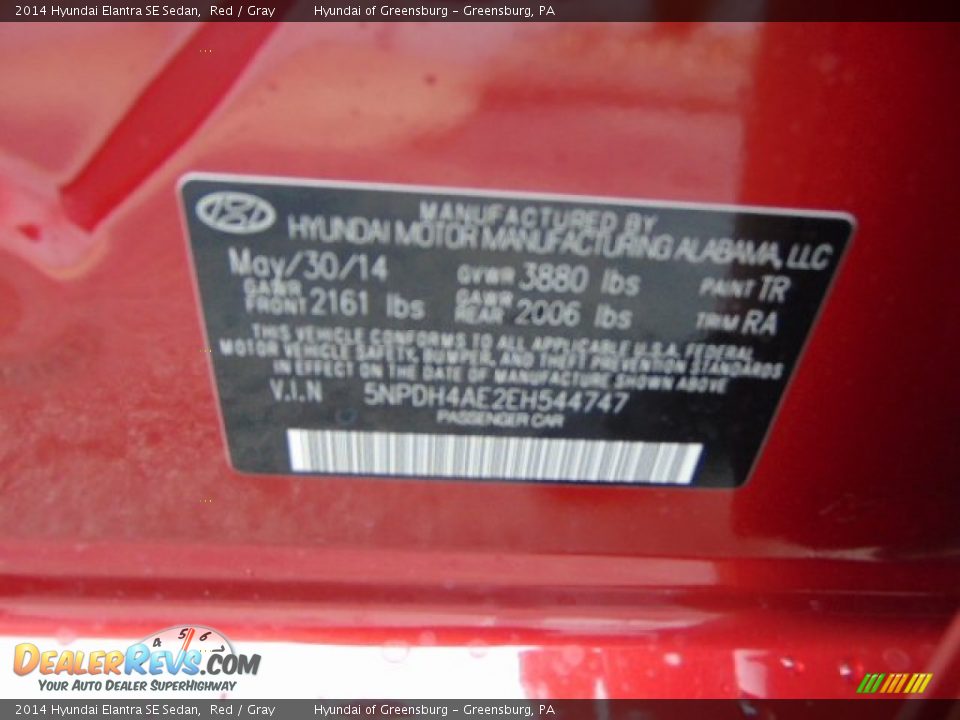 2014 Hyundai Elantra SE Sedan, Red / Gray Hyundai of Greensburg - Greensburg, PA
MANUFACTURED BY
HYUNDAI MOTOR MANUFACTURING ALABAMA, LLC
May/30/14 GVWR 3880 lbs PAINT TR
GAWR FRONT 2161 lbs GAWR REAR 2006 lbs TRIM RA
THIS VEHICLE CONFORMS TO ALL APPLICABLE U.S.A. FEDERAL
MOTOR VEHICLE SAFETY, BUMPER, AND THEFT PREVENTION STANDARDS
IN EFFECT ON THE DATE OF MANUFACTURE SHOWN ABOVE
V.I.N 5NPDH4AE2EH544747
PASSENGER CAR
4 5 6
DEALERREVS.COM
YOUR AUTO DEALER SUPERHIGHWAY
2014 Hyundai Elantra SE Sedan, Red / Gray Hyundai of Greensburg - Greensburg, PA